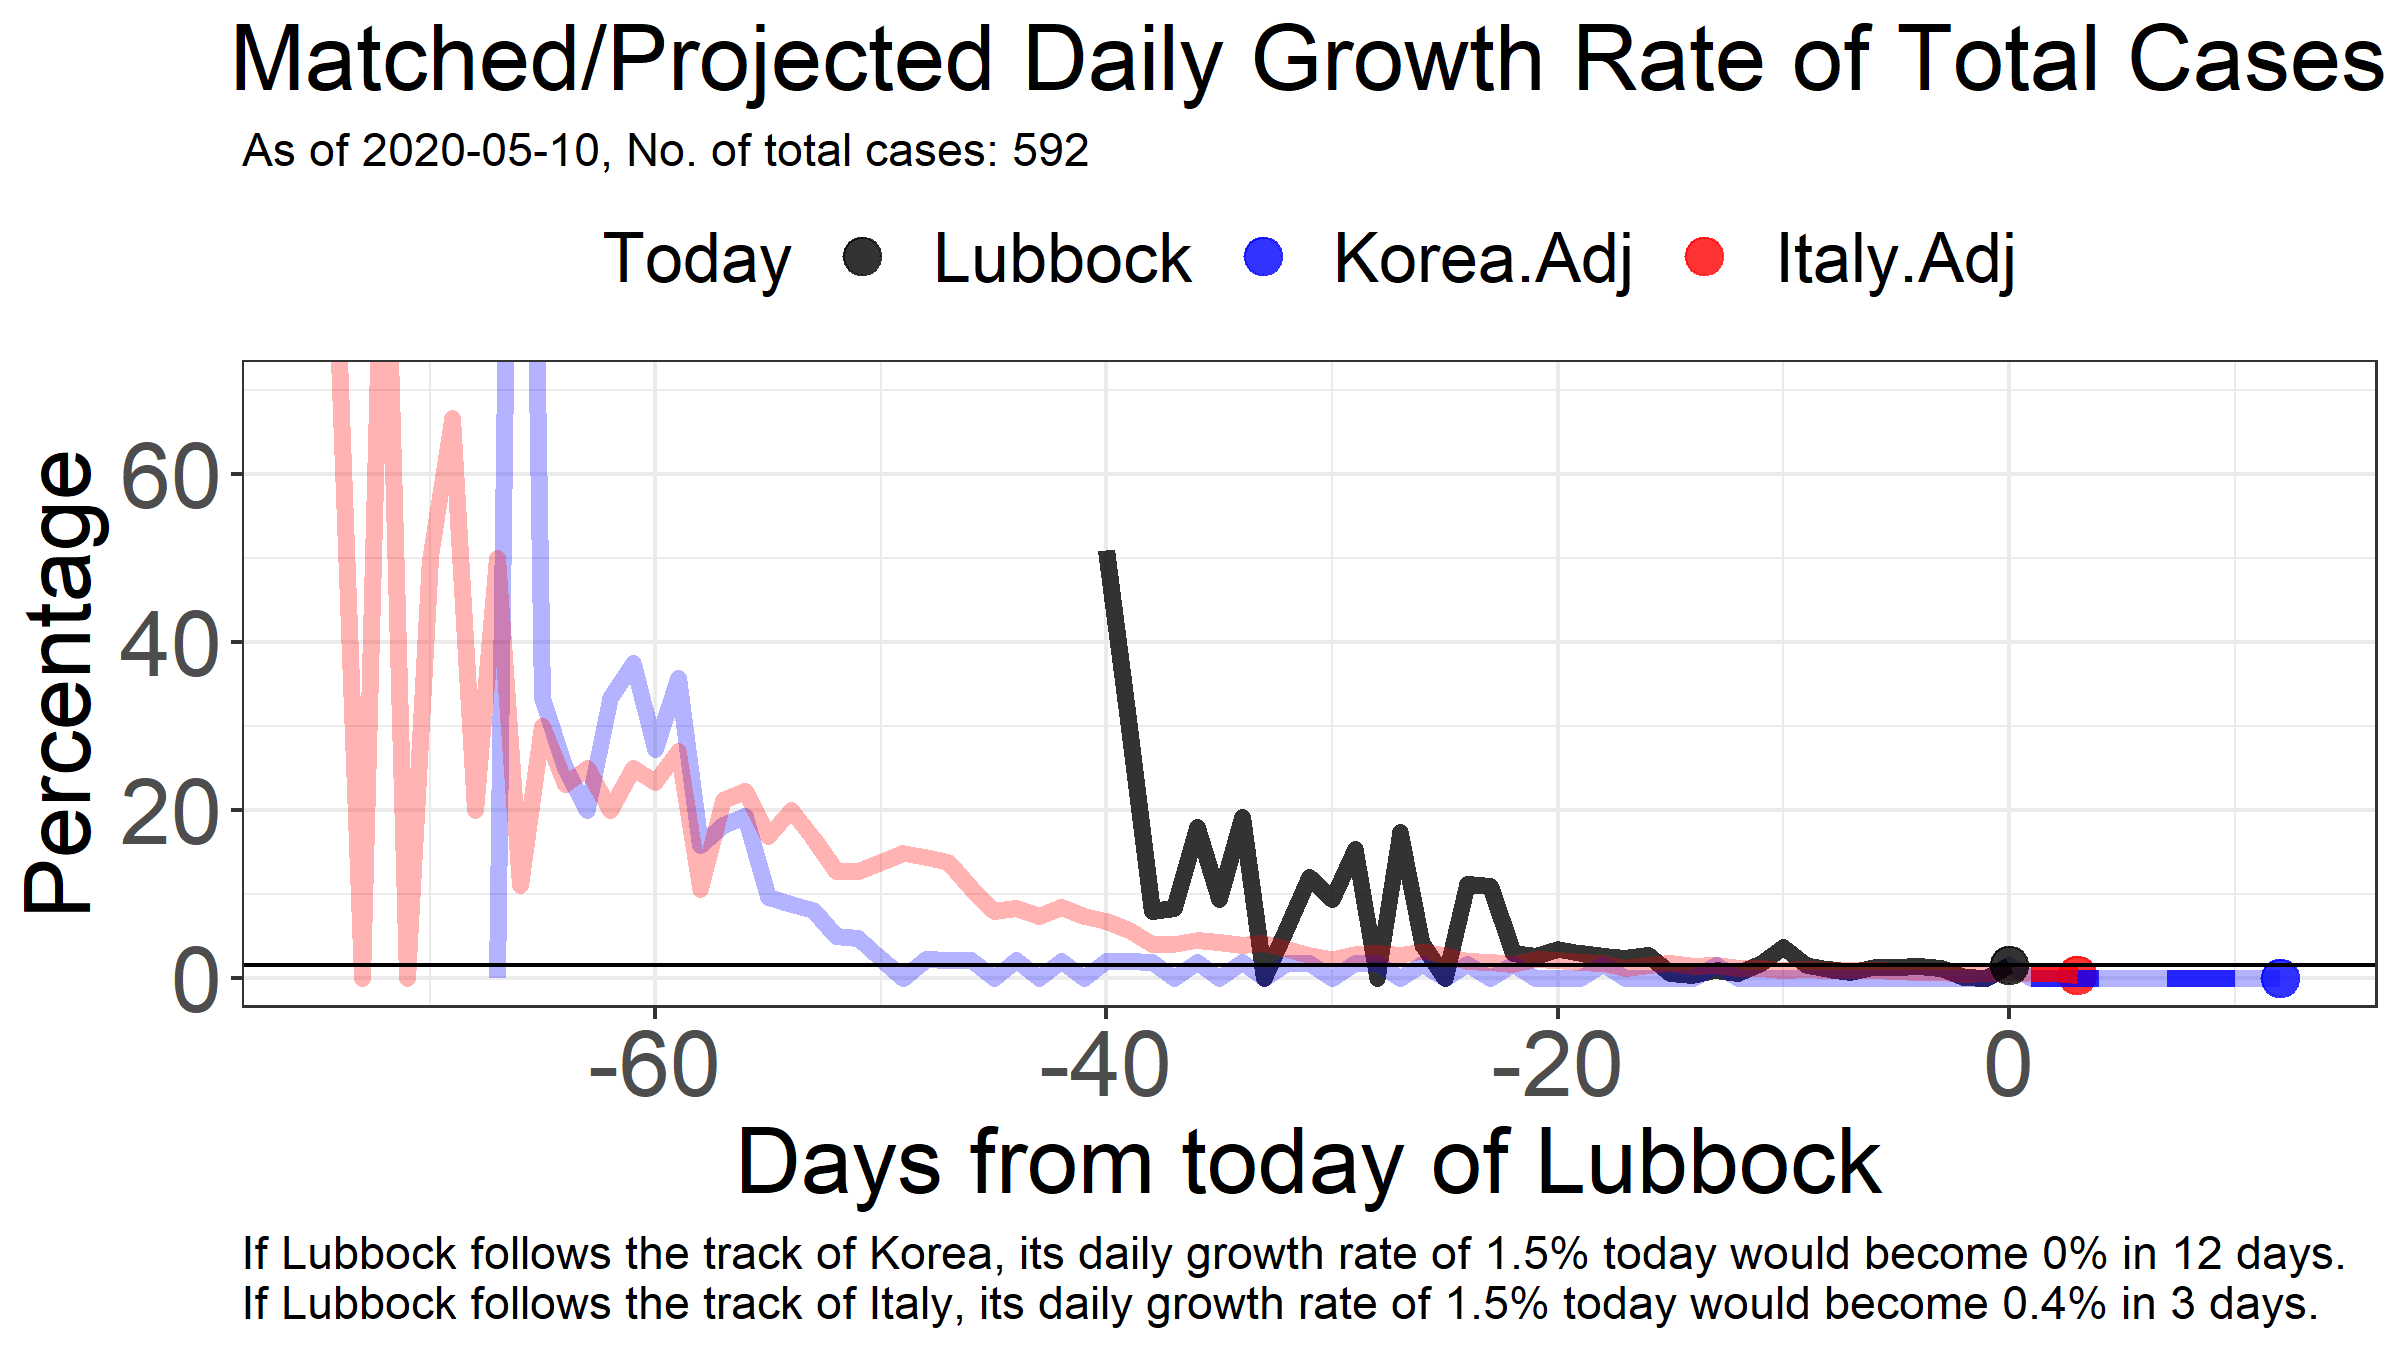 Matched/Projected Daily Growth Rate of Total Cases
As of 2020-05-10, No. of total cases: 592
Today Lubbock Korea.Adj Italy.Adj
Percentage
60
40
20
0
-60 -40 -20 0
Days from today of Lubbock
If Lubbock follows the track of Korea, its daily growth rate of 1.5% today would become 0% in 12 days.
If Lubbock follows the track of Italy, its daily growth rate of 1.5% today would become 0.4% in 3 days.